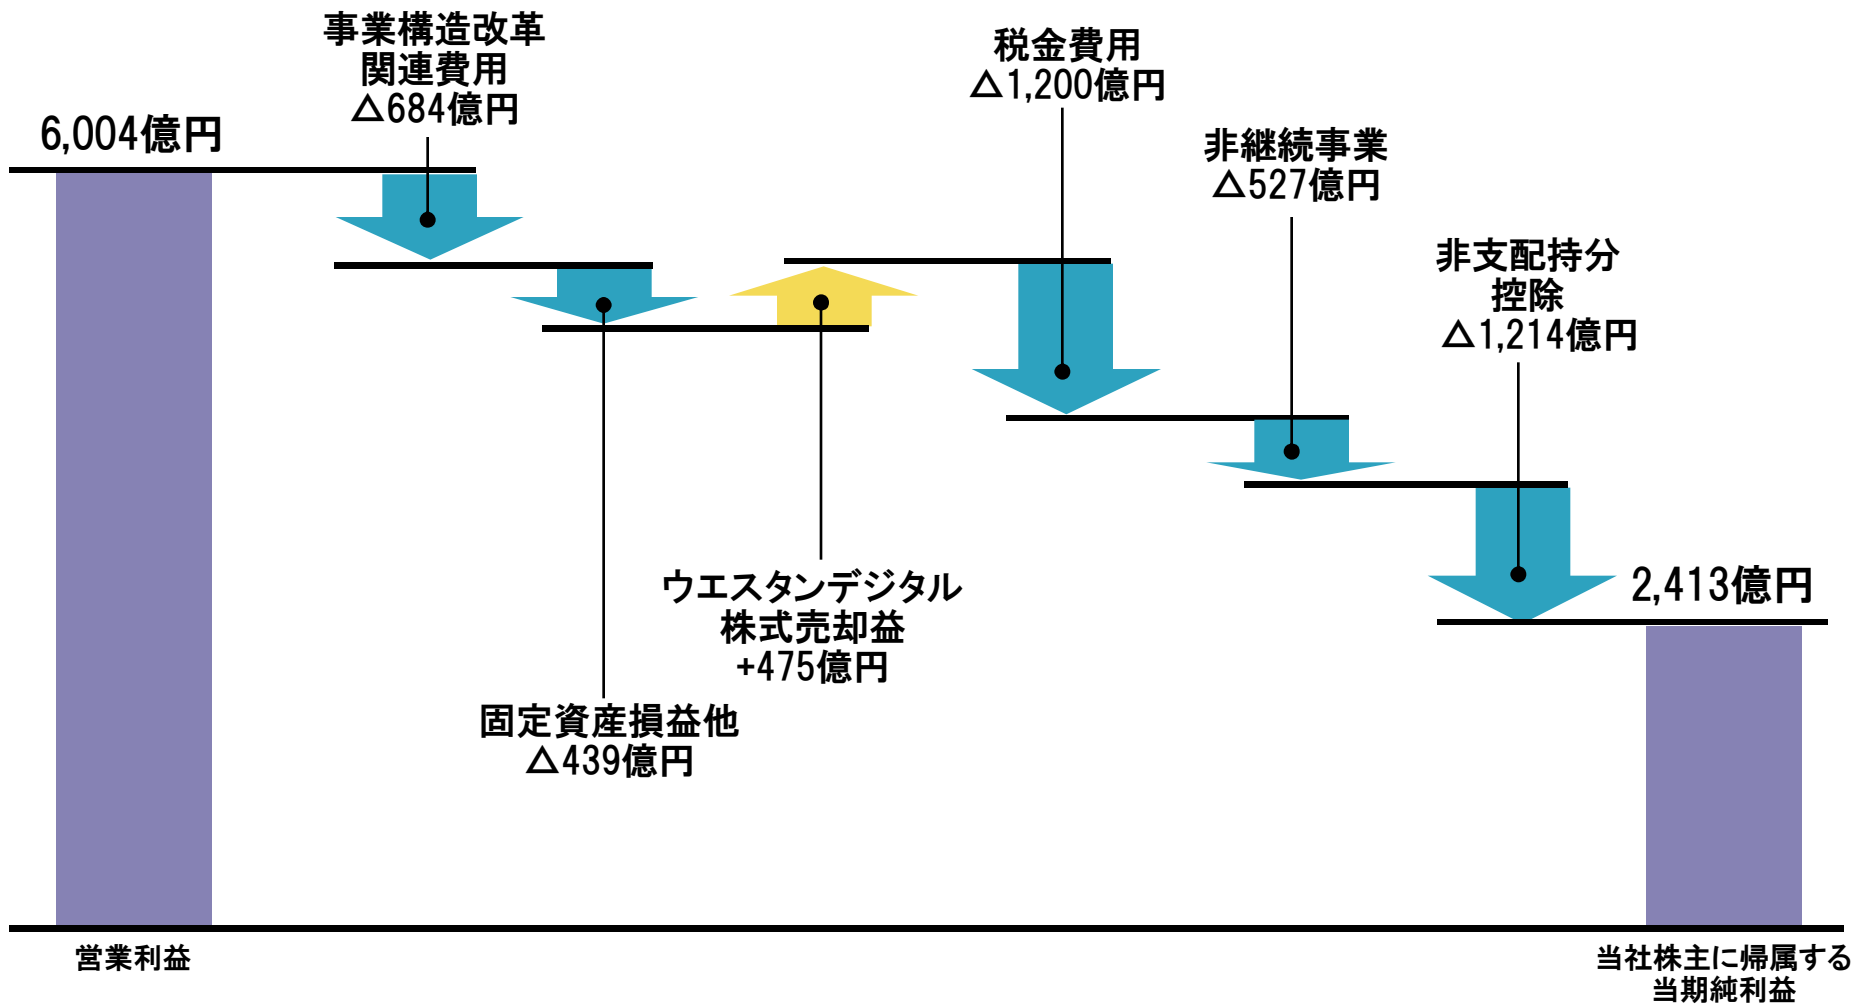 6,004億円
事業構造改革
関連費用
△684億円
固定資産損益他
△439億円
ウエスタンデジタル
株式売却益
+475億円
税金費用
△1,200億円
非継続事業
△527億円
非支配持分
控除
△1,214億円
2,413億円
営業利益
当社株主に帰属する
当期純利益